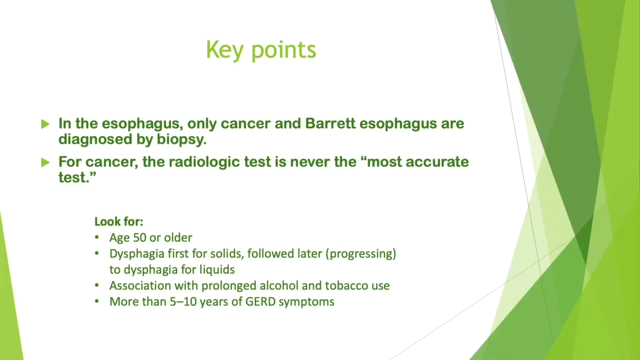 Key points
In the esophagus, only cancer and Barrett esophagus are
diagnosed by biopsy.
For cancer, the radiologic test is never the “most accurate
test.”
Look for:
• Age 50 or older
• Dysphagia first for solids, followed later (progressing)
to dysphagia for liquids
• Association with prolonged alcohol and tobacco use
• More than 5–10 years of GERD symptoms